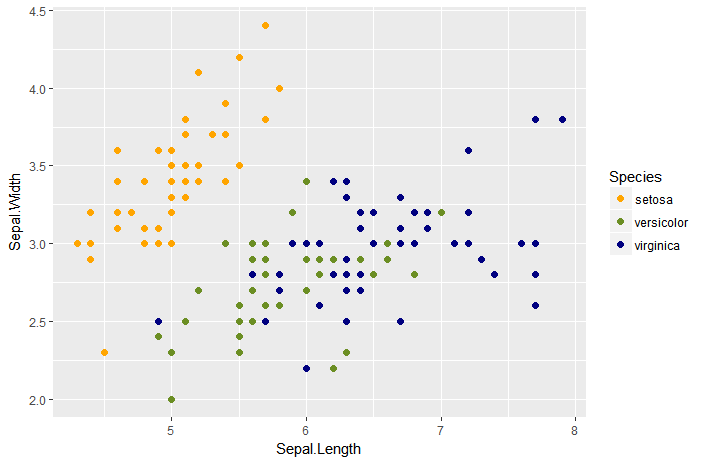 4.5
4.0
3.5
3.0
2.5
2.0
Sepal.Width
5 6 7 8
Sepal.Length
Species
setosa
versicolor
virginica